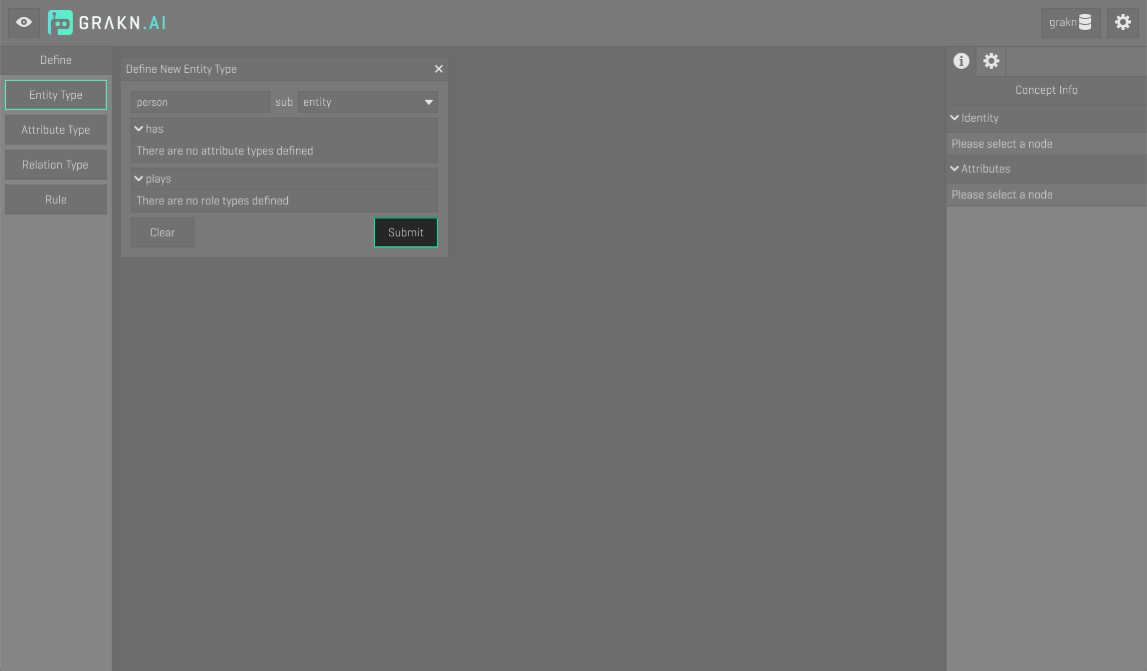 GRAKN.AI
grakn
Define
Entity Type
Attribute Type
Relation Type
Rule
Define New Entity Type
person sub entity
has
There are no attribute types defined
plays
There are no role types defined
Clear Submit
Concept Info
Identity
Please select a node
Attributes
Please select a node